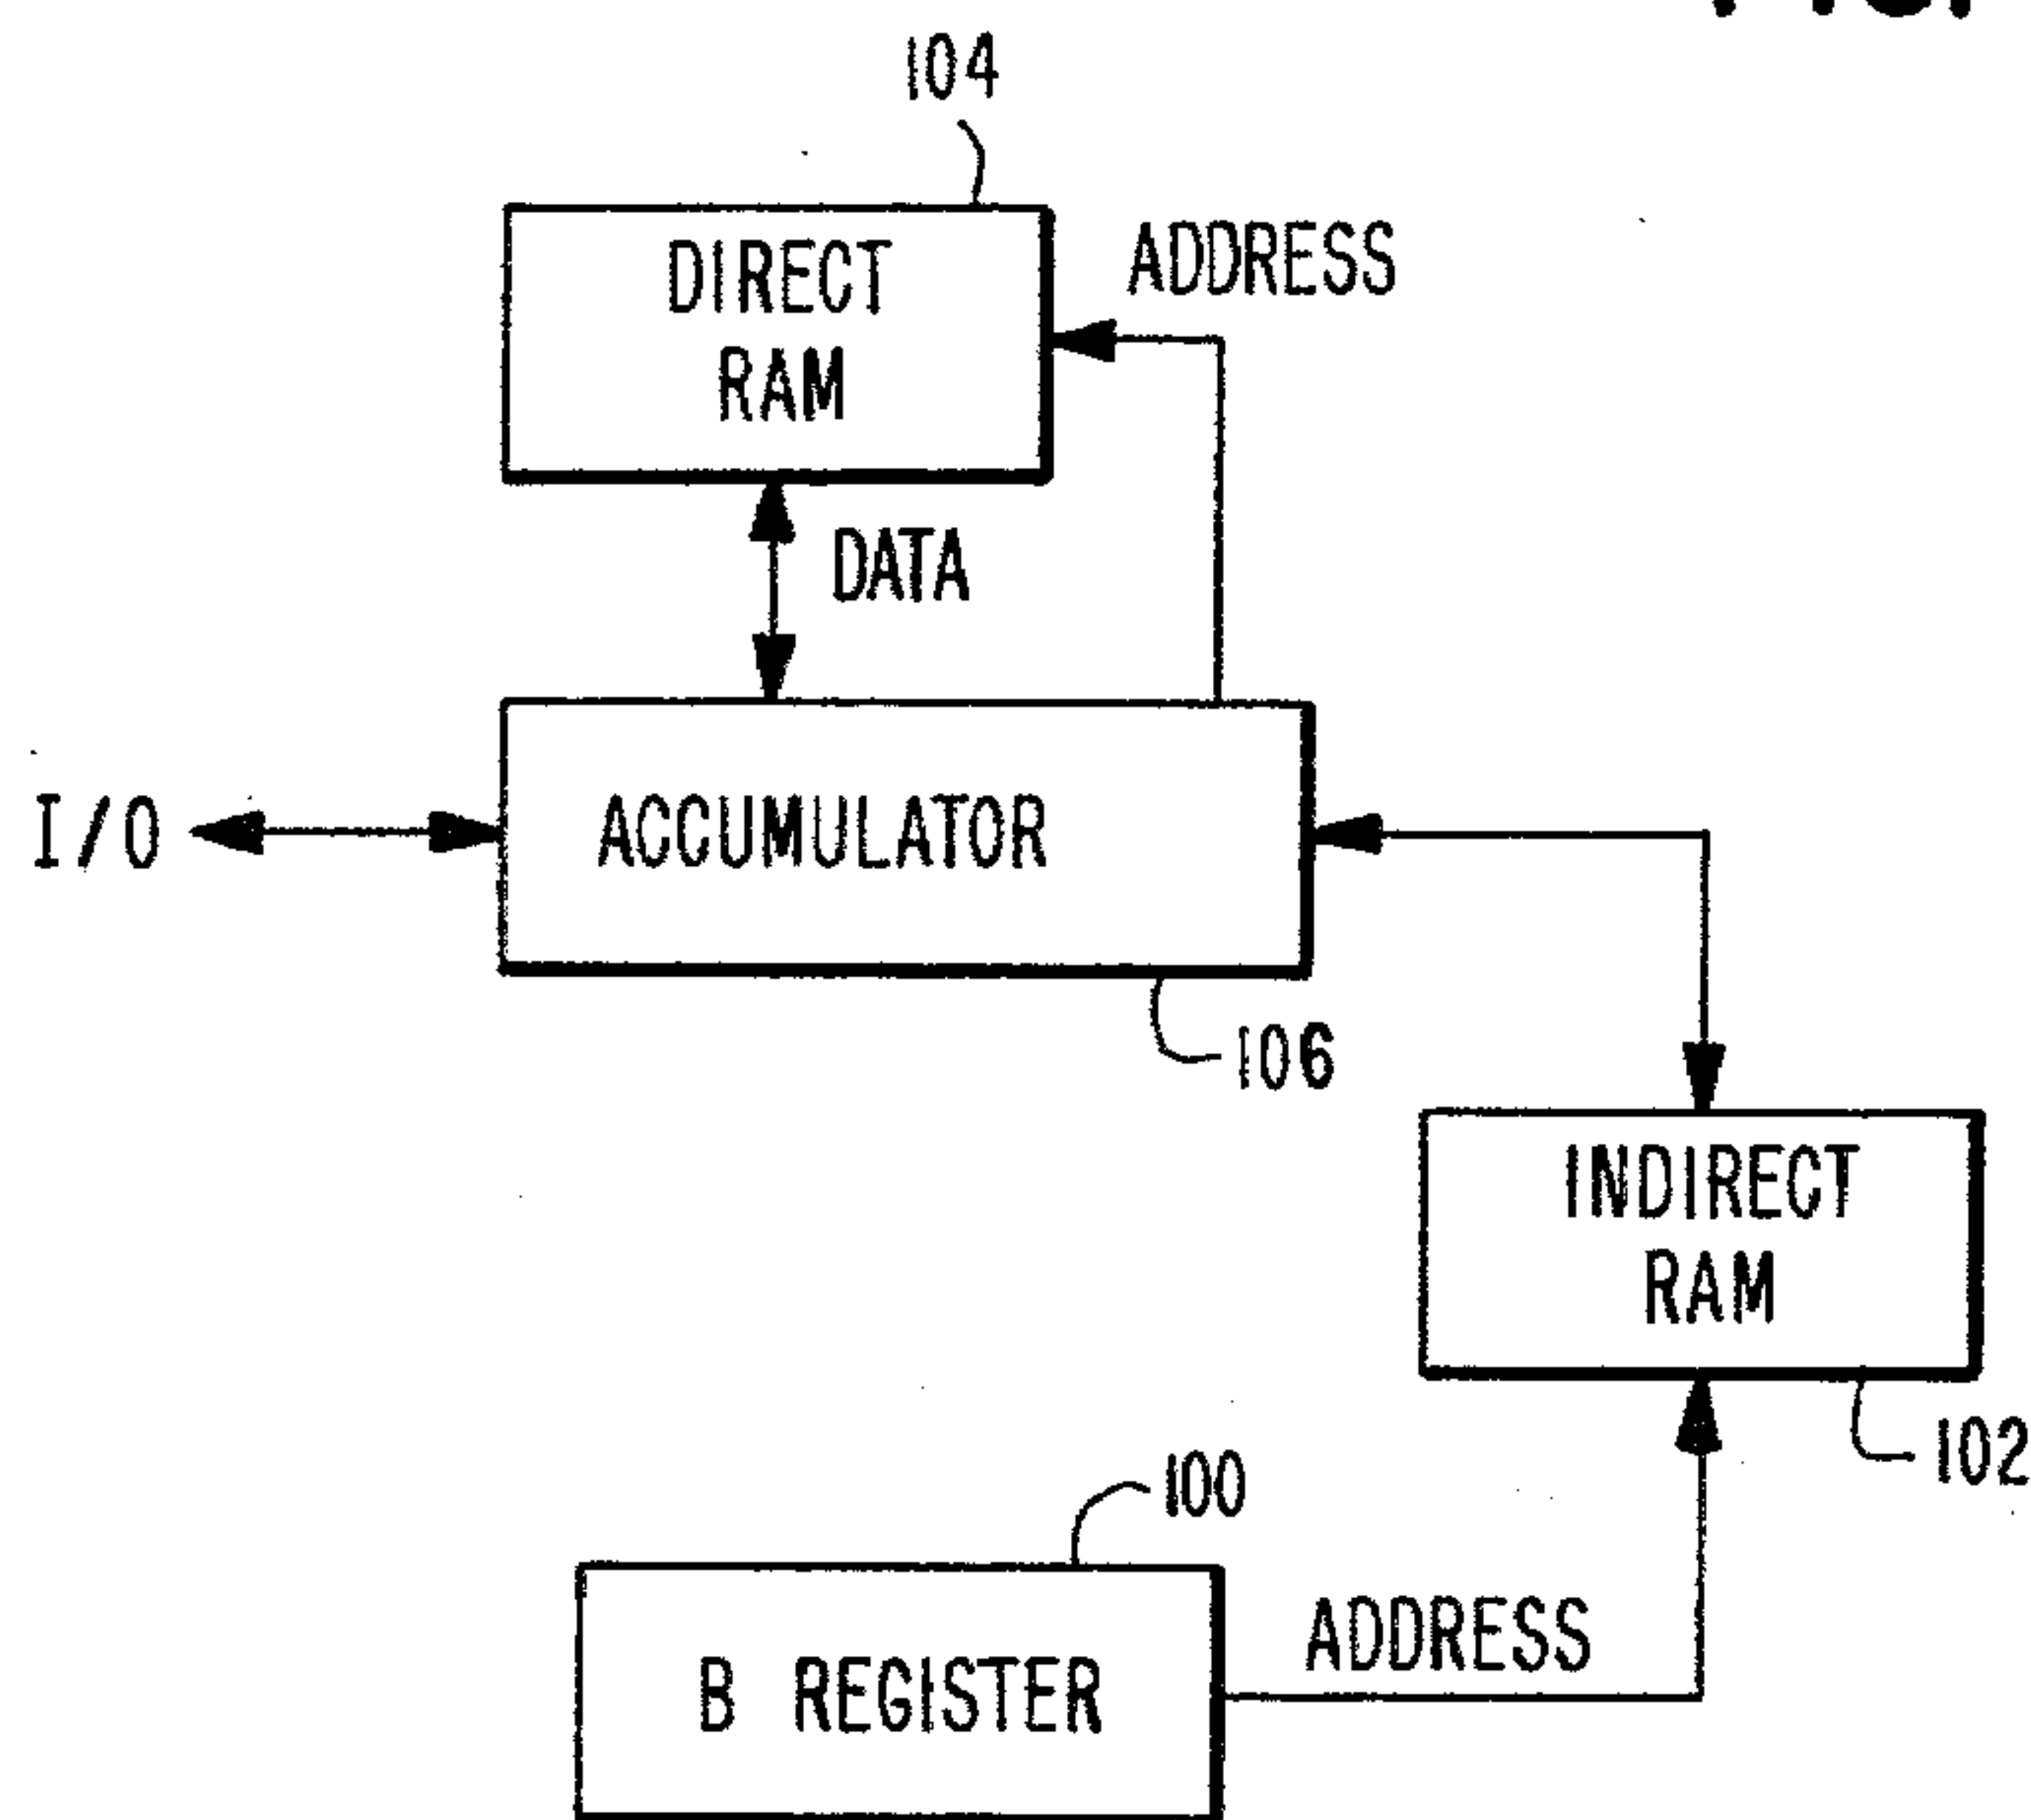 104
DIRECT
RAM
ADDRESS
DATA
I/O
ACCUMULATOR
106
INDIRECT
RAM
102
100
B REGISTER
ADDRESS